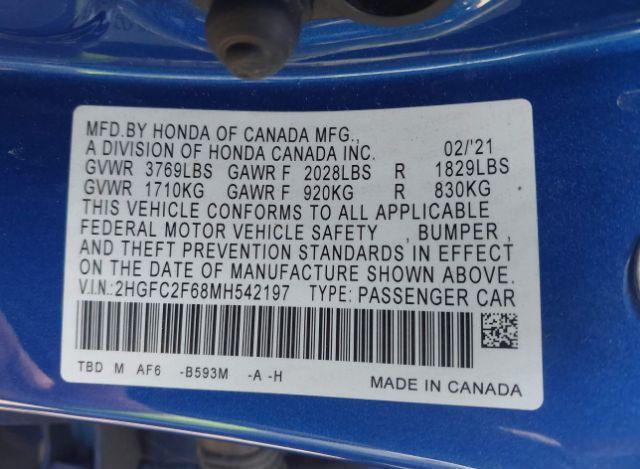 MFD.BY HONDA OF CANADA MFG.,
A DIVISION OF HONDA CANADA INC. 02/'21
GVWR 3769LBS GAWR F 2028LBS R 1829LBS
GVWR 1710KG GAWR F 920KG R 830KG
THIS VEHICLE CONFORMS TO ALL APPLICABLE
FEDERAL MOTOR VEHICLE SAFETY , BUMPER ,
AND THEFT PREVENTION STANDARDS IN EFFECT
ON THE DATE OF MANUFACTURE SHOWN ABOVE.
V.I.N.:2HGFC2F68MH542197 TYPE: PASSENGER CAR
TBD M AF6 -B593M -A -H MADE IN CANADA